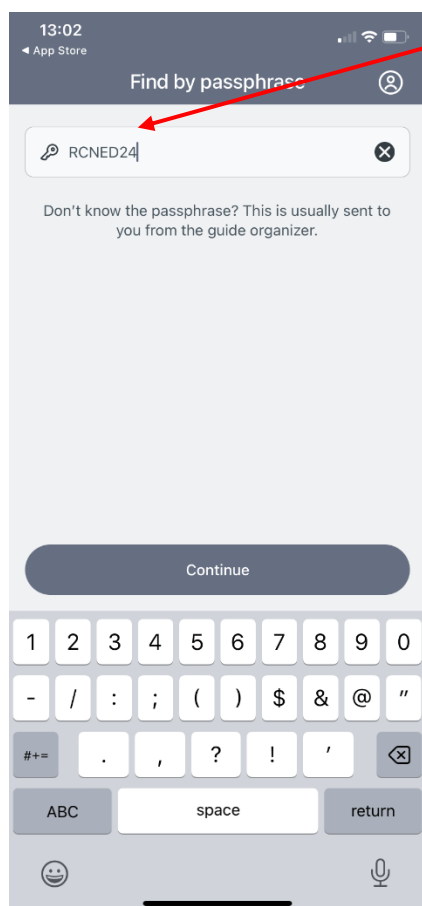 13:02
◀ App Store
Find by passphrase
RCNED24
Don't know the passphrase? This is usually sent to
you from the guide organizer.
Continue
1 2 3 4 5 6 7 8 9 0
- / : ; ( ) $ & @ "
#+= . , ? ! '
ABC space return